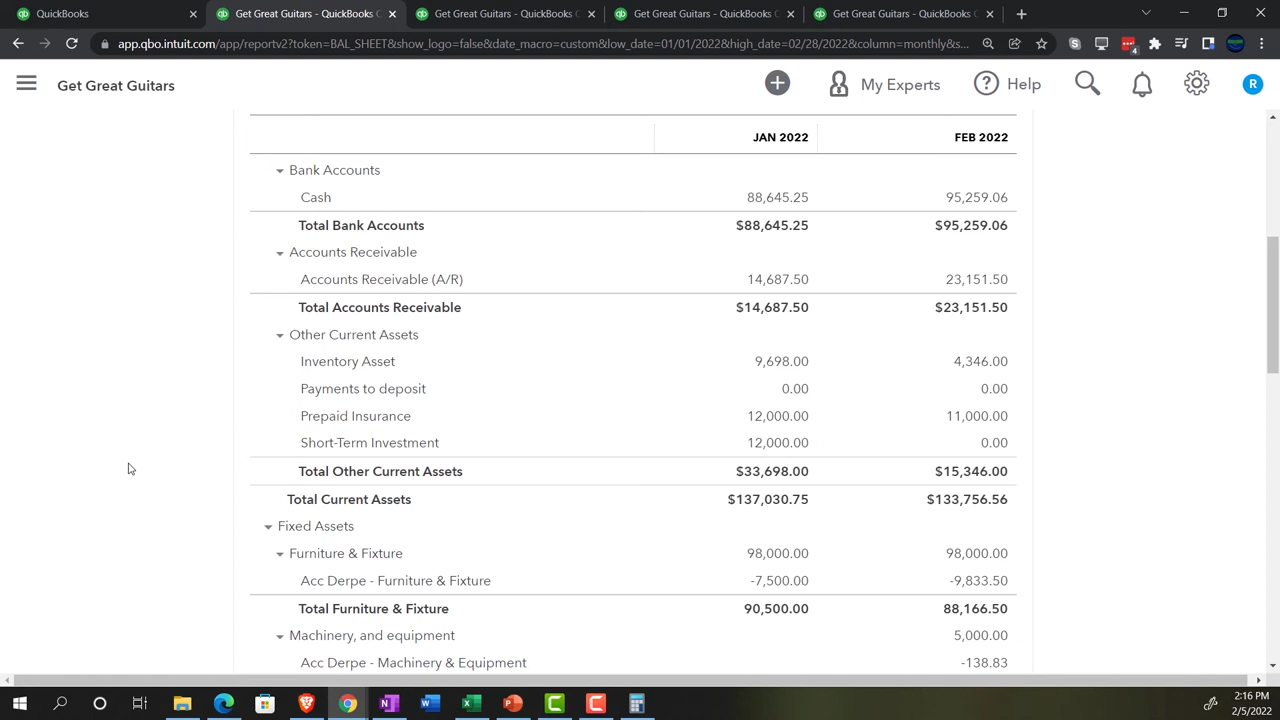 QuickBooks
Get Great Guitars - QuickBooks
Get Great Guitars - QuickBooks C
Get Great Guitars - QuickBooks C
Get Great Guitars - QuickBooks C
app.qbo.intuit.com/app/reportv2?token=BAL_SHEET&show_logo=false&date_macro=custom&low_date=01/01/2022&high_date=02/28/2022&column=monthly&s...
4
Get Great Guitars
My Experts
Help
R
JAN 2022 FEB 2022
Bank Accounts
Cash 88,645.25 95,259.06
Total Bank Accounts $88,645.25 $95,259.06
Accounts Receivable
Accounts Receivable (A/R) 14,687.50 23,151.50
Total Accounts Receivable $14,687.50 $23,151.50
Other Current Assets
Inventory Asset 9,698.00 4,346.00
Payments to deposit 0.00 0.00
Prepaid Insurance 12,000.00 11,000.00
Short-Term Investment 12,000.00 0.00
Total Other Current Assets $33,698.00 $15,346.00
Total Current Assets $137,030.75 $133,756.56
Fixed Assets
Furniture & Fixture 98,000.00 98,000.00
Acc Derpe - Furniture & Fixture -7,500.00 -9,833.50
Total Furniture & Fixture 90,500.00 88,166.50
Machinery, and equipment 5,000.00
Acc Derpe - Machinery & Equipment -138.83
2:16 PM
2/5/2022